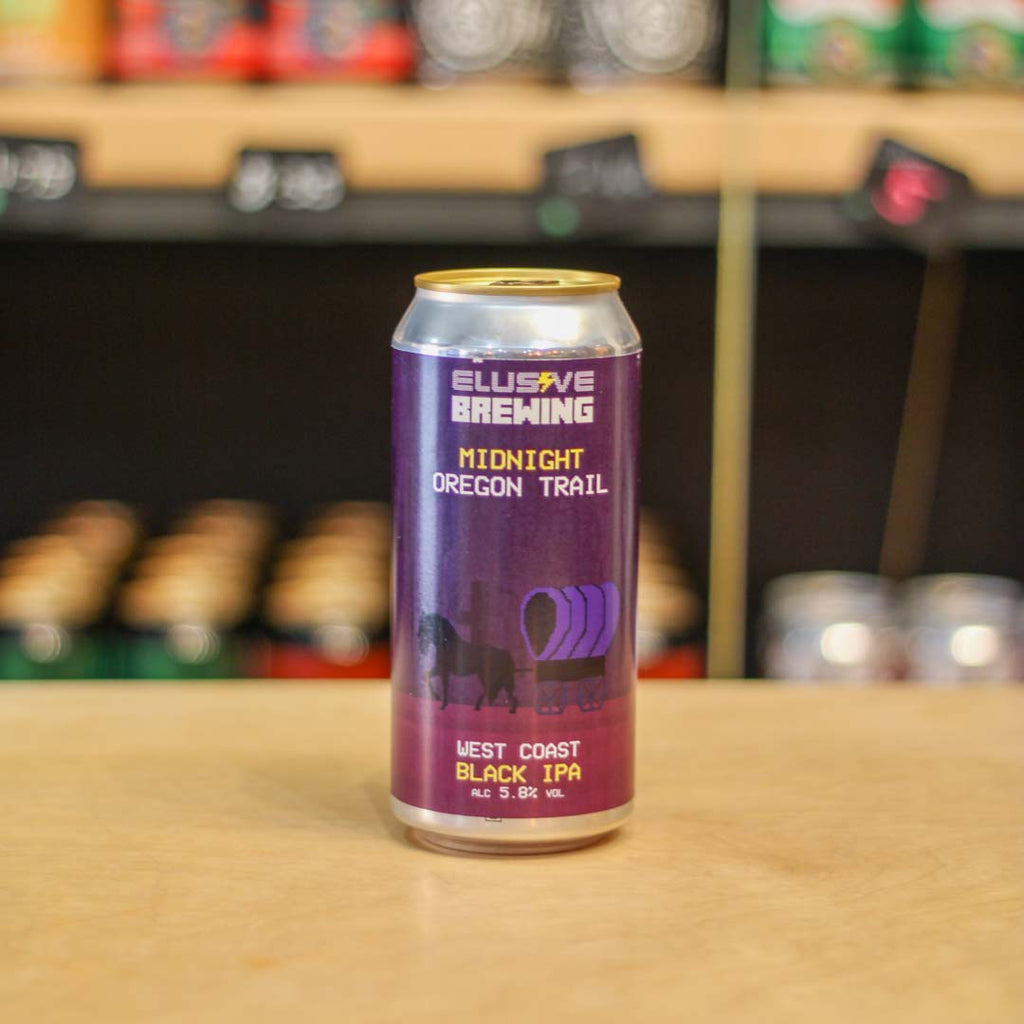 ELUSIVE
BREWING
MIDNIGHT
OREGON TRAIL
WEST COAST
BLACK IPA
ALC 5.8% VOL